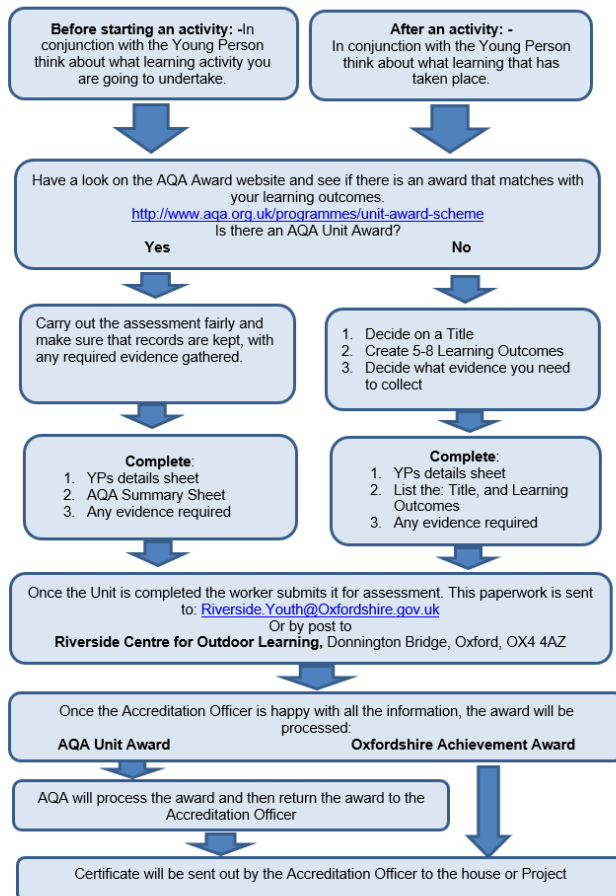 Before starting an activity: -In
conjunction with the Young Person
think about what learning activity you
are going to undertake.
After an activity: -
In conjunction with the Young Person
think about what learning that has
taken place.
Have a look on the AQA Award website and see if there is an award that matches with
your learning outcomes.
http://www.aqa.org.uk/programmes/unit-award-scheme
Is there an AQA Unit Award?
Yes No
Carry out the assessment fairly and
make sure that records are kept, with
any required evidence gathered.
1. Decide on a Title
2. Create 5-8 Learning Outcomes
3. Decide what evidence you need
to collect
Complete:
1. YPs details sheet
2. AQA Summary Sheet
3. Any evidence required
Complete:
1. YPs details sheet
2. List the: Title, and Learning
Outcomes
3. Any evidence required
Once the Unit is completed the worker submits it for assessment. This paperwork is sent
to: Riverside.Youth@Oxfordshire.gov.uk
Or by post to
Riverside Centre for Outdoor Learning, Donnington Bridge, Oxford, OX4 4AZ
Once the Accreditation Officer is happy with all the information, the award will be
processed:
AQA Unit Award Oxfordshire Achievement Award
AQA will process the award and then return the award to the
Accreditation Officer
Certificate will be sent out by the Accreditation Officer to the house or Project